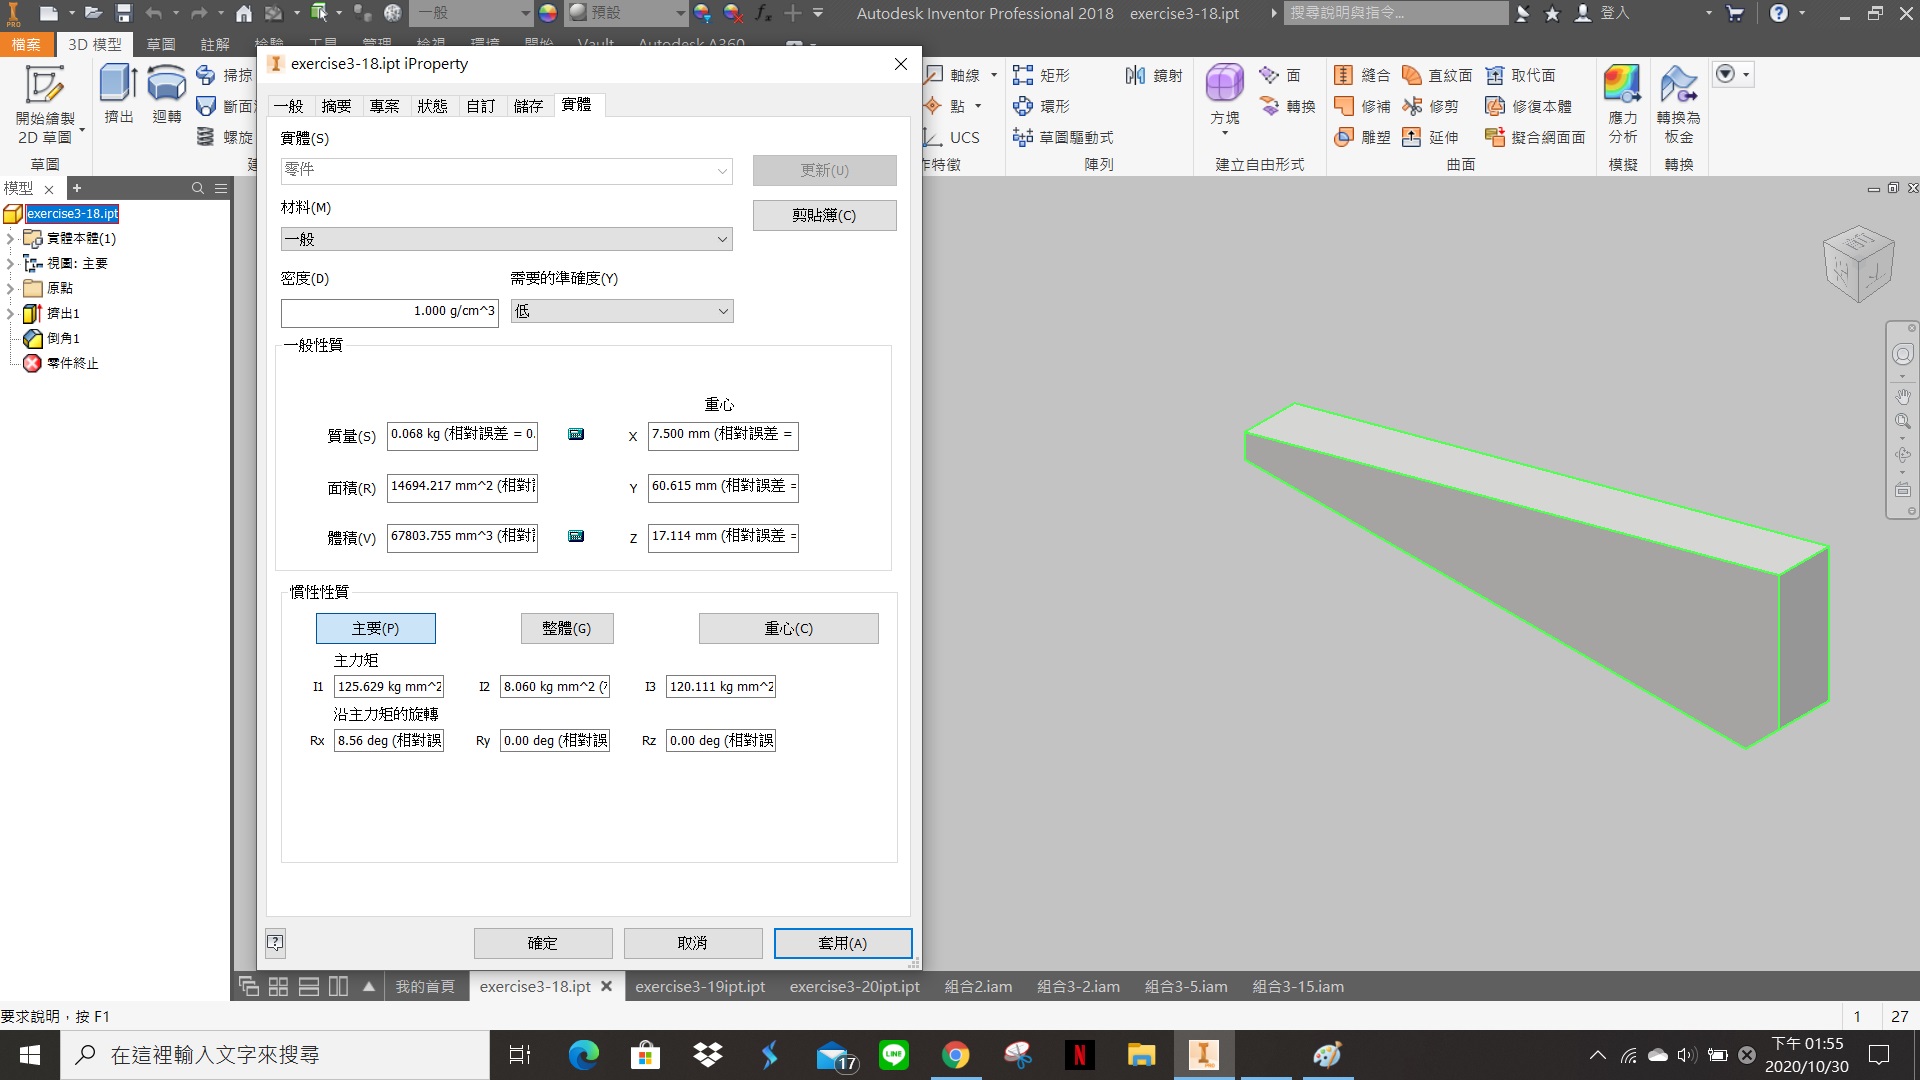 一般
預設
Autodesk Inventor Professional 2018 exercise3-18.ipt
搜尋說明與指令...
登入
檔案 3D 模型 草圖 註解 檢驗 工具 管理 檢視 環境 開始 Vault Autodesk A360
開始繪製
2D 草圖
草圖
擠出
迴轉
掃掠
斷面
螺旋
軸線
點
UCS
作特徵
矩形
環形
草圖驅動式
鏡射
陣列
方塊
面
轉換
建立自由形式
縫合 直紋面 取代面
修補 修剪 修復本體
雕塑 延伸 擬合網面面
曲面
應力
分析
模擬
轉換為
板金
轉換
模型
exercise3-18.ipt
實體本體(1)
視圖: 主要
原點
擠出1
倒角1
零件終止
exercise3-18.ipt iProperty
一般 摘要 專案 狀態 自訂 儲存 實體
實體(S)
零件
更新(U)
材料(M)
剪貼簿(C)
一般
密度(D) 需要的準確度(Y)
1.000 g/cm^3 低
一般性質
重心
質量(S) 0.068 kg (相對誤差 = 0. X 7.500 mm (相對誤差 =
面積(R) 14694.217 mm^2 (相對 Y 60.615 mm (相對誤差 =
體積(V) 67803.755 mm^3 (相對 Z 17.114 mm (相對誤差 =
慣性性質
主要(P) 整體(G) 重心(C)
主力矩
I1 125.629 kg mm^2 I2 8.060 kg mm^2 ( I3 120.111 kg mm^2
沿主力矩的旋轉
Rx 8.56 deg (相對誤 Ry 0.00 deg (相對誤 Rz 0.00 deg (相對誤
確定 取消 套用(A)
我的首頁 exercise3-18.ipt exercise3-19ipt.ipt exercise3-20ipt.ipt 組合2.iam 組合3-2.iam 組合3-5.iam 組合3-15.iam
要求說明，按 F1
1 27
在這裡輸入文字來搜尋
17
下午 01:55
2020/10/30